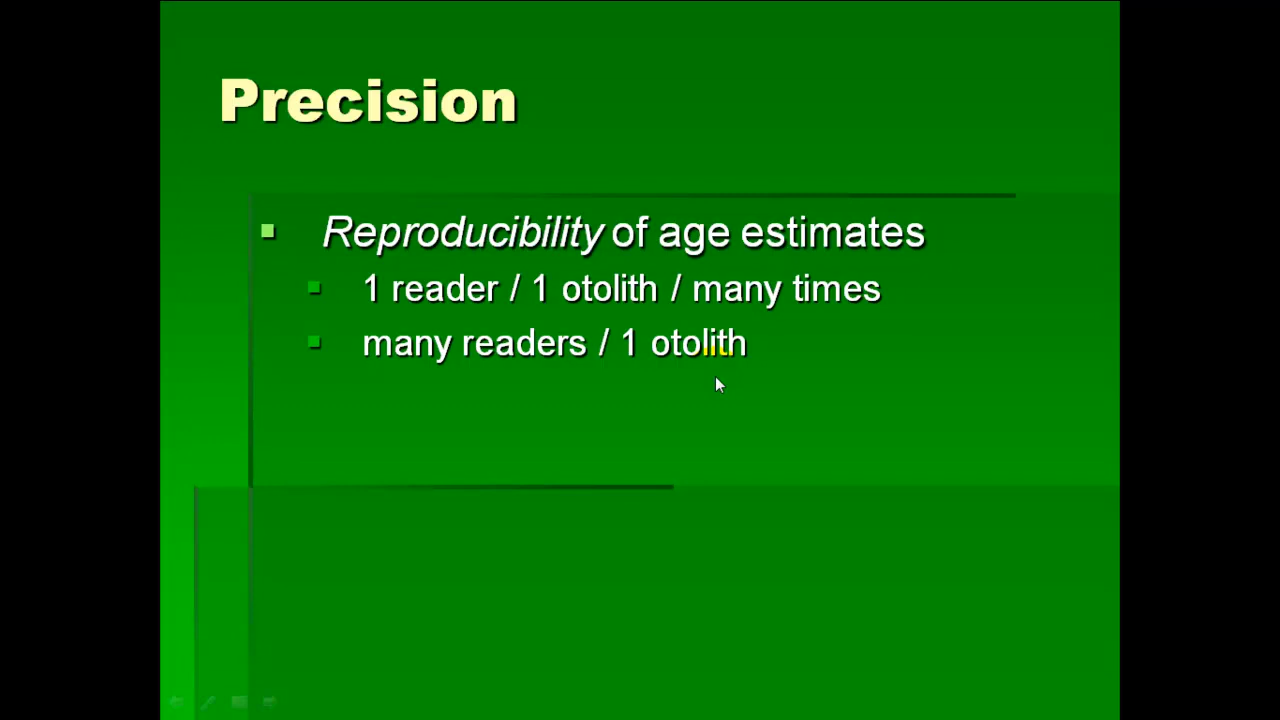 Precision
Reproducibility of age estimates
1 reader / 1 otolith / many times
many readers / 1 otolith